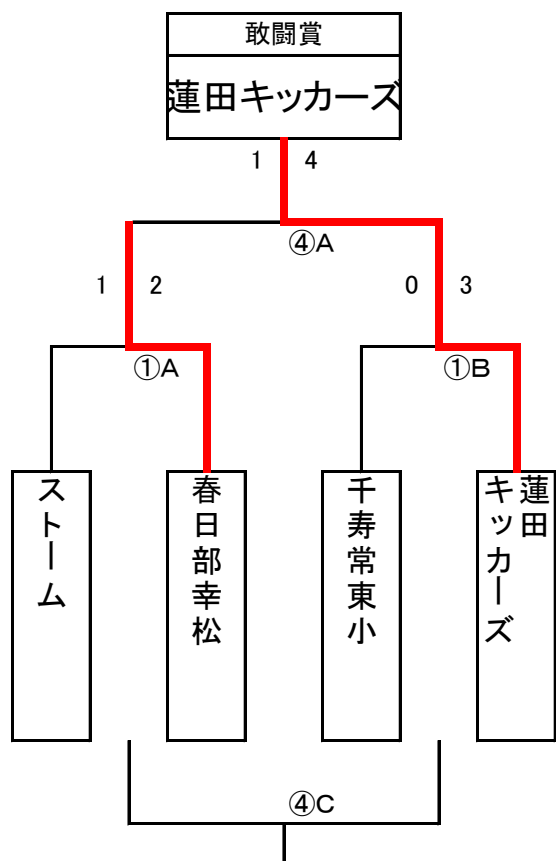 敢闘賞
蓮田キッカーズ
1 4
④A
1 2
0 3
①A
①B
ストーム
春日部幸松
千寿常東小
蓮田
キッカーズ
④C